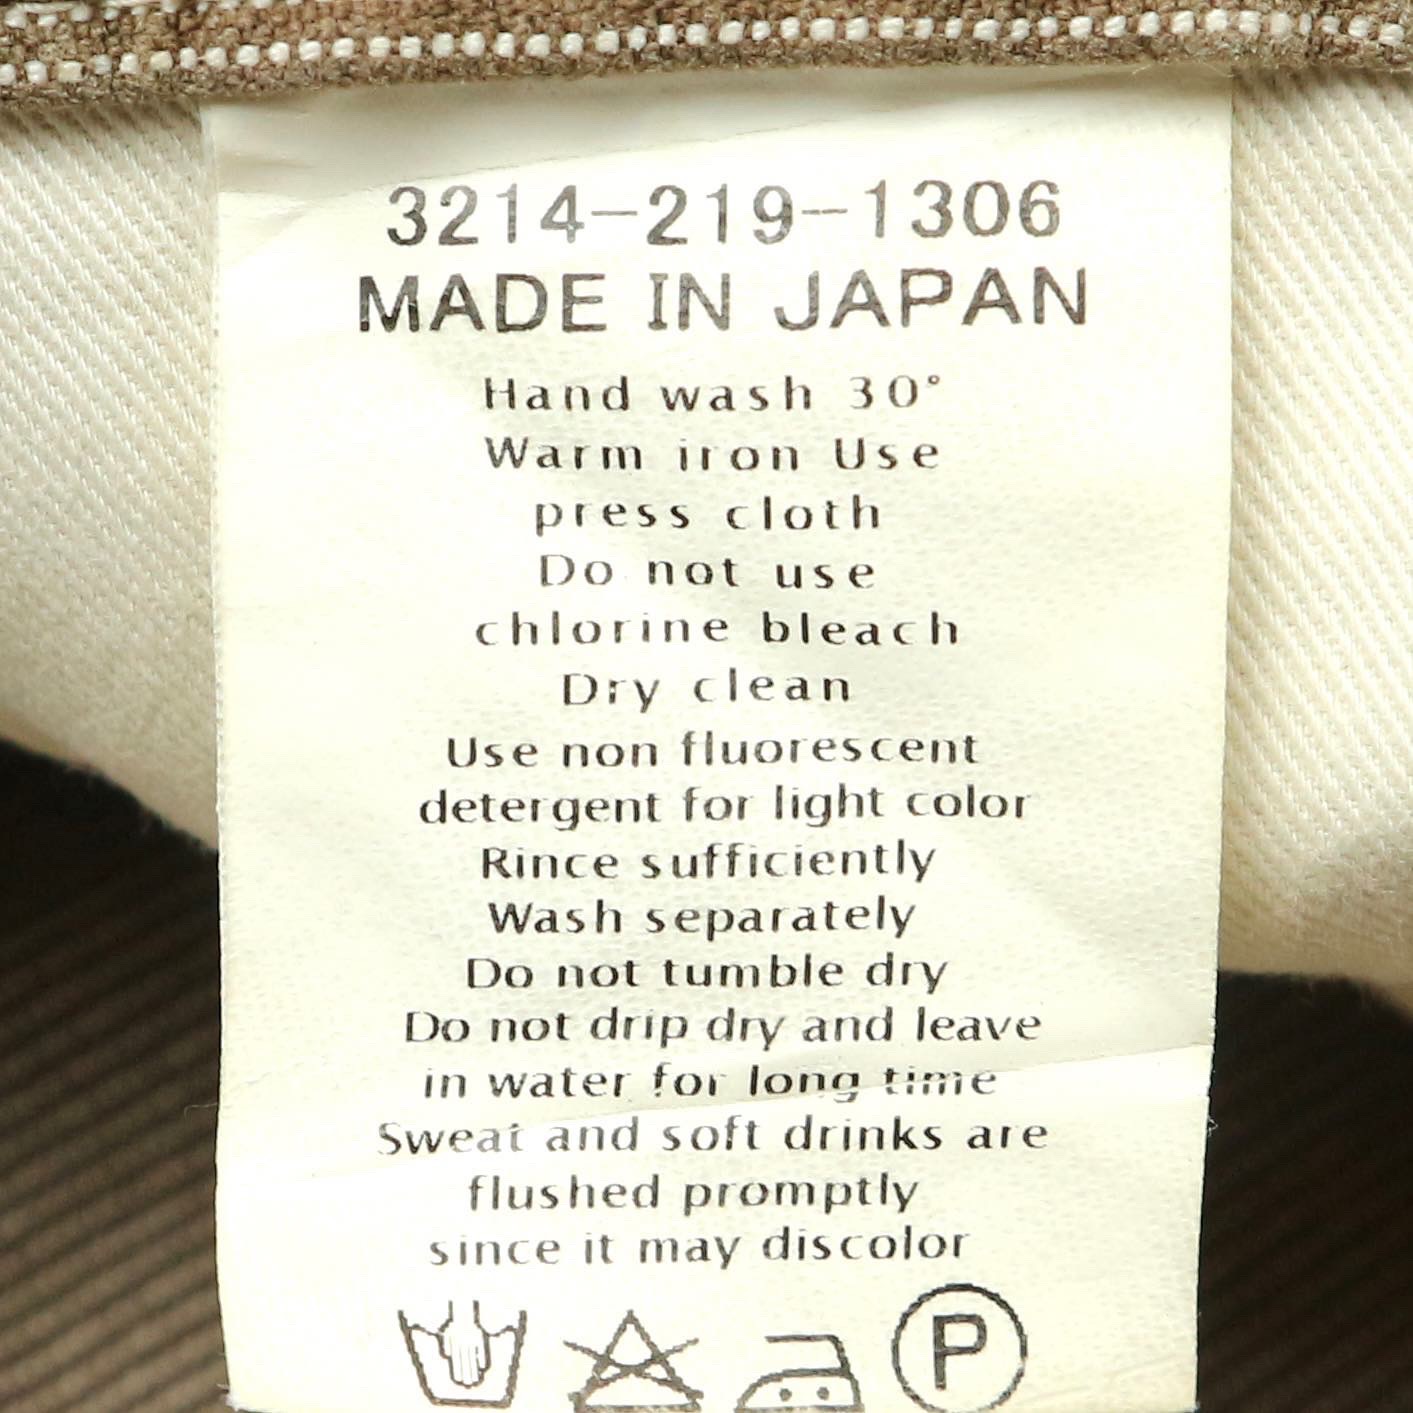 3214-219-1306
MADE IN JAPAN
Hand wash 30°
Warm iron Use
press cloth
Do not use
chlorine bleach
Dry clean
Use non fluorescent
detergent for light color
Rince sufficiently
Wash separately
Do not tumble dry
Do not drip dry and leave
in water for long time
Sweat and soft drinks are
flushed promptly
since it may discolor
P